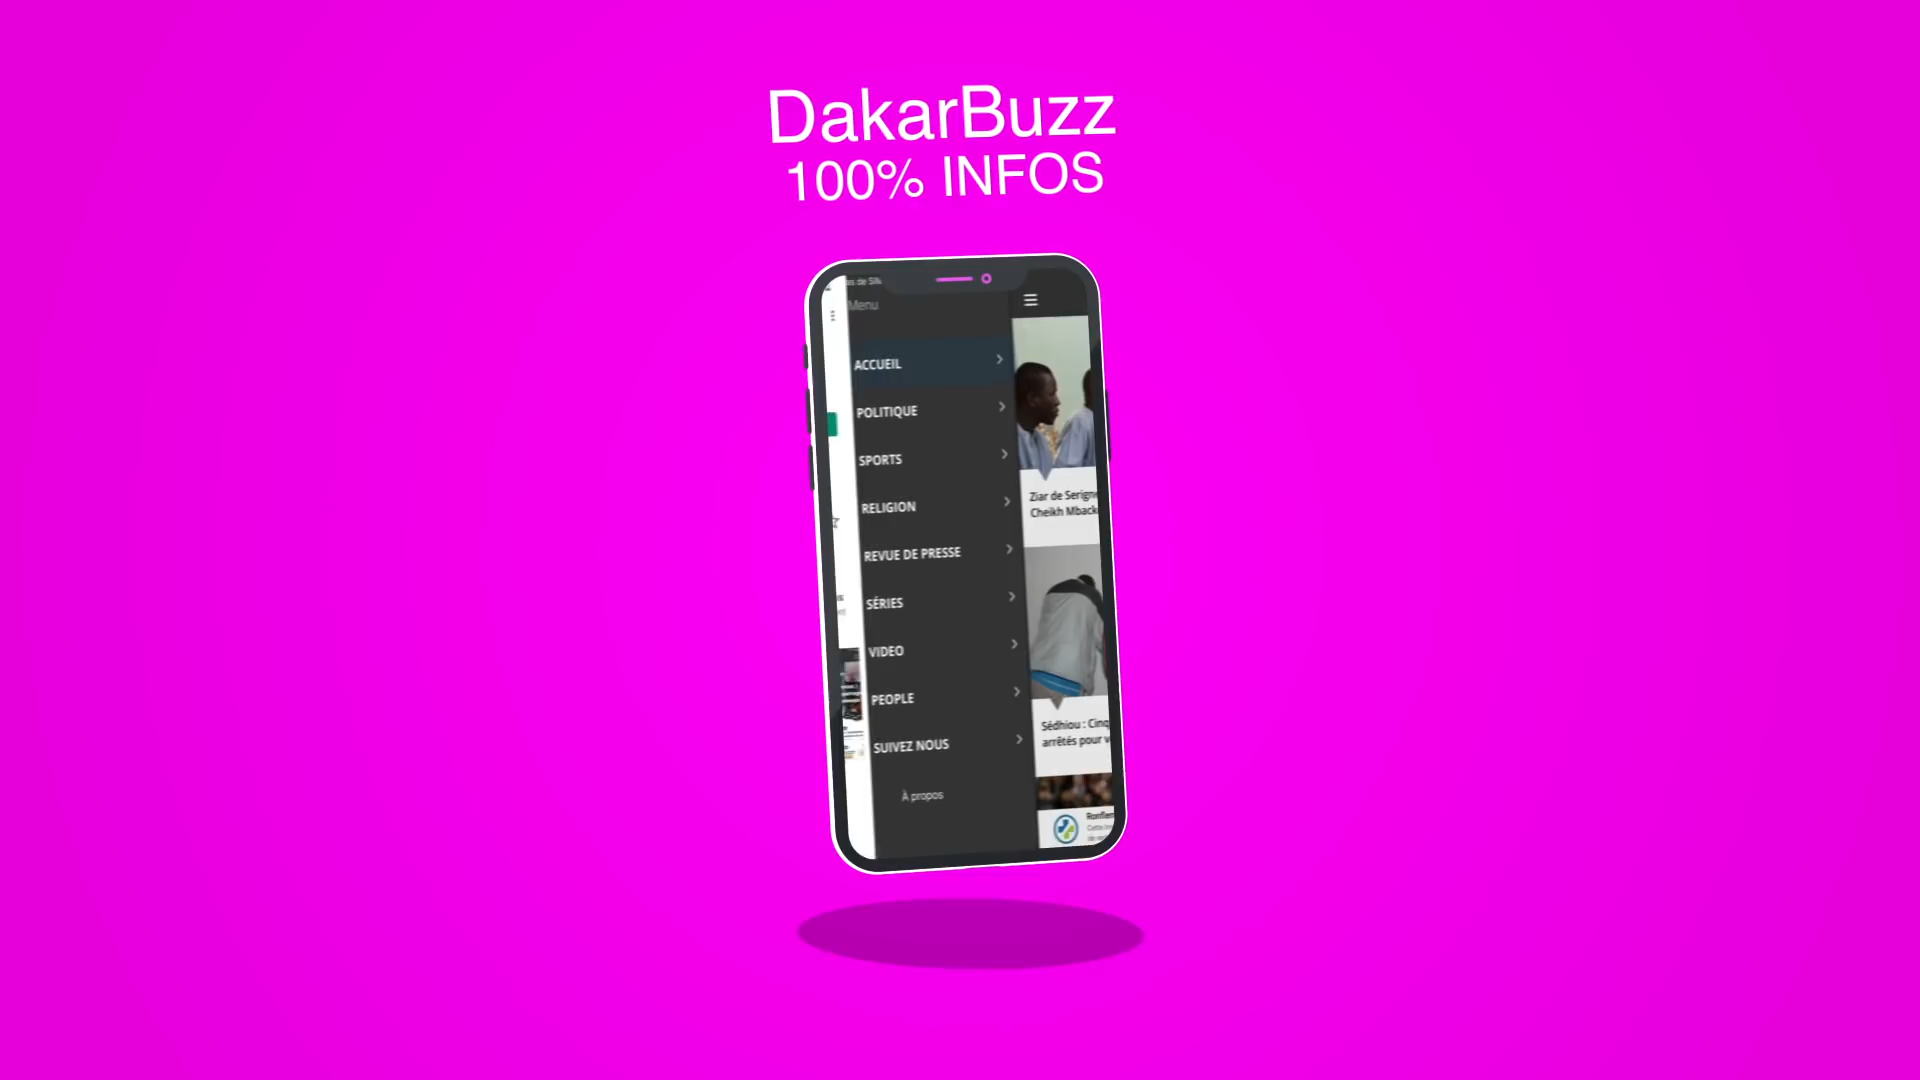 DakarBuzz
100% INFOS
Menu
ACCUEIL
POLITIQUE
SPORTS
RELIGION
REVUE DE PRESSE
SÉRIES
VIDEO
PEOPLE
SUIVEZ NOUS
À propos
Ziar de Serign
Cheikh Mback
Sédhiou : Cinq
arrêtés pour v